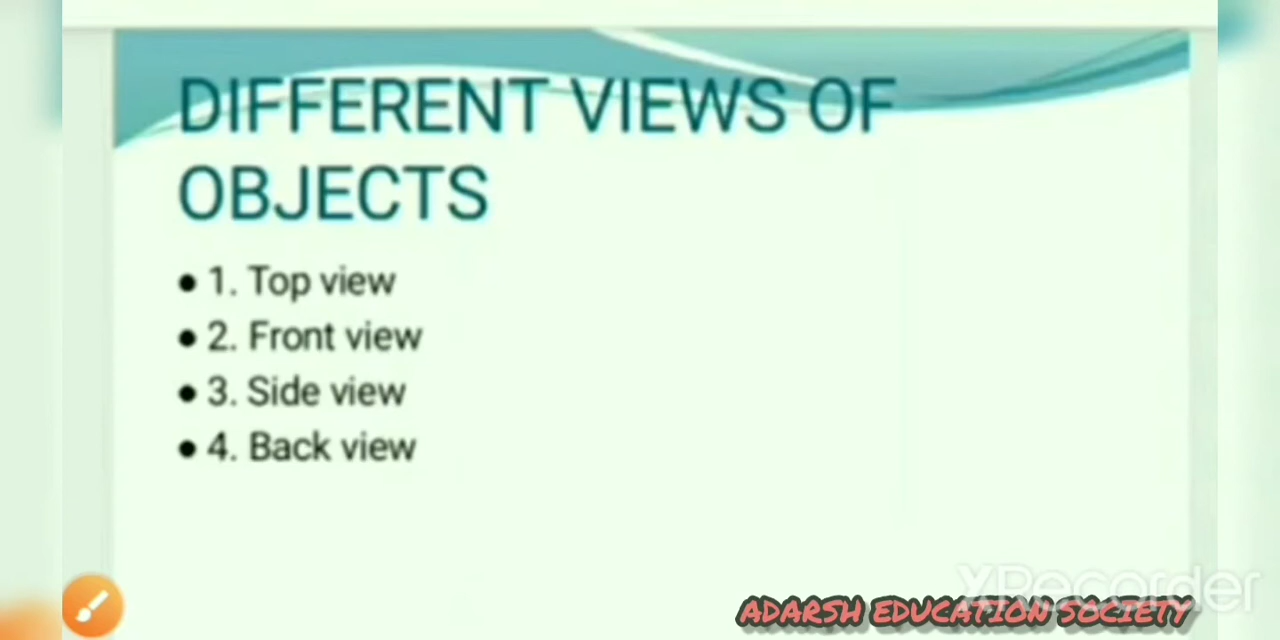 DIFFERENT VIEWS OF
OBJECTS
● 1. Top view
● 2. Front view
● 3. Side view
● 4. Back view
XRecorder
ADARSH EDUCATION SOCIETY